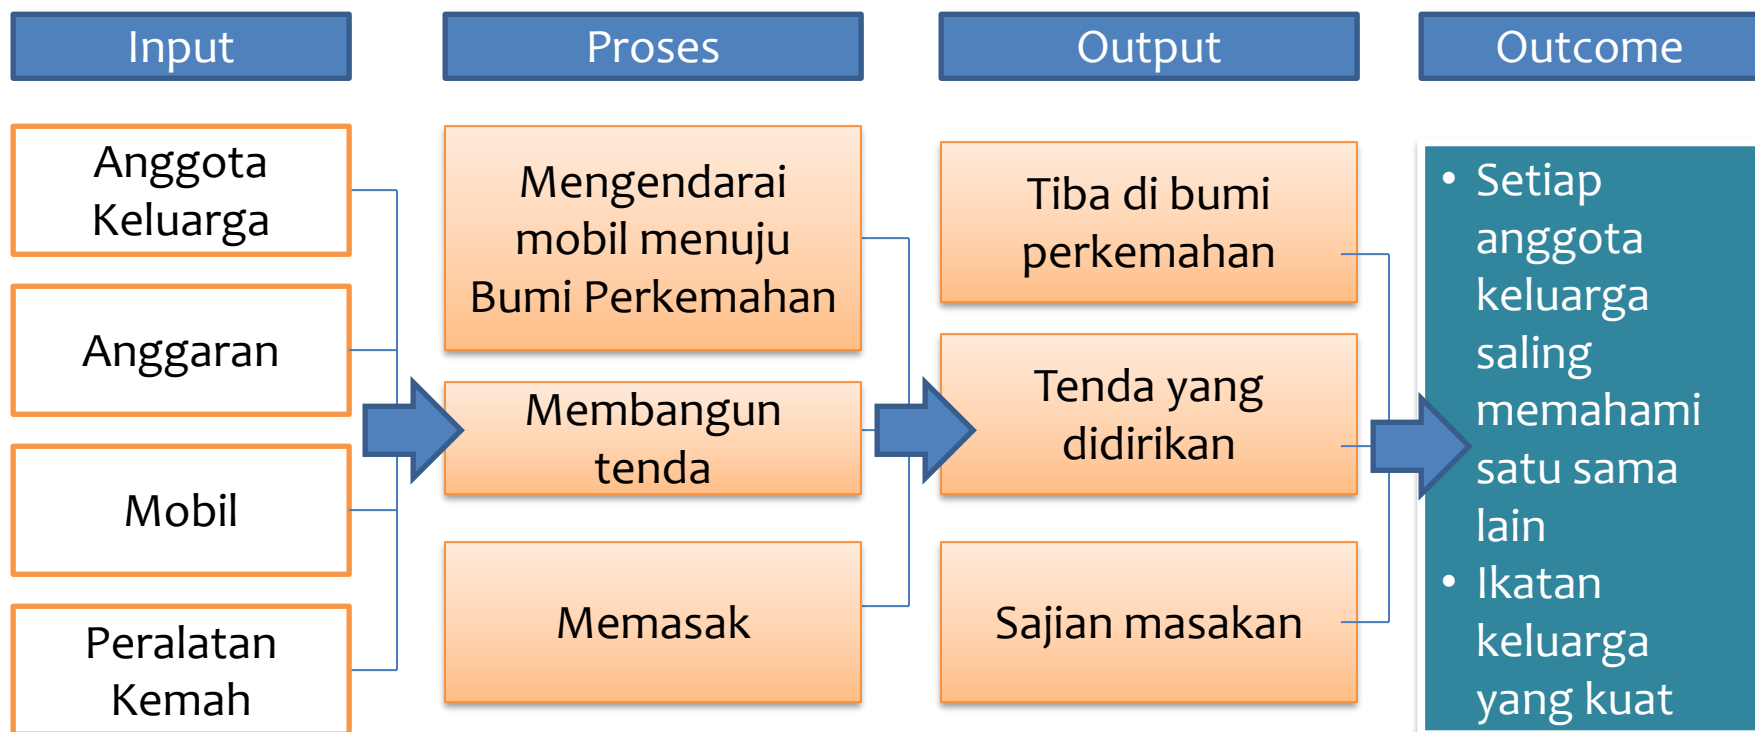 Input
Proses
Output
Outcome
Anggota
Keluarga
Anggaran
Mobil
Peralatan
Kemah
Mengendarai
mobil menuju
Bumi Perkemahan
Membangun
tenda
Memasak
Tiba di bumi
perkemahan
Tenda yang
didirikan
Sajian masakan
• Setiap
anggota
keluarga
saling
memahami
satu sama
lain
• Ikatan
keluarga
yang kuat